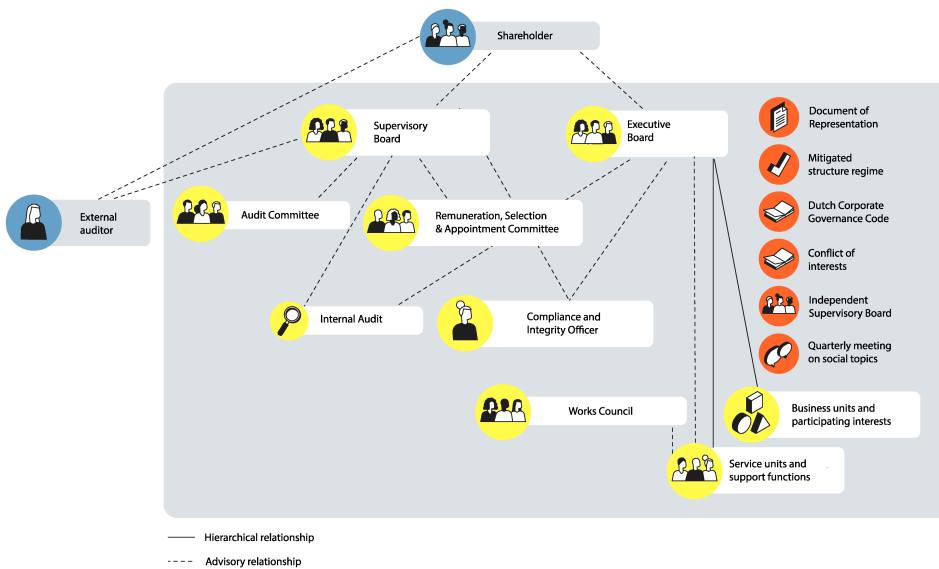 Shareholder
Supervisory
Board
Executive
Board
External
auditor
Audit Committee
Remuneration, Selection
& Appointment Committee
Internal Audit
Compliance and
Integrity Officer
Works Council
Service units and
support functions
Business units and
participating interests
Document of
Representation
Mitigated
structure regime
Dutch Corporate
Governance Code
Conflict of
interests
Independent
Supervisory Board
Quarterly meeting
on social topics
Hierarchical relationship
Advisory relationship